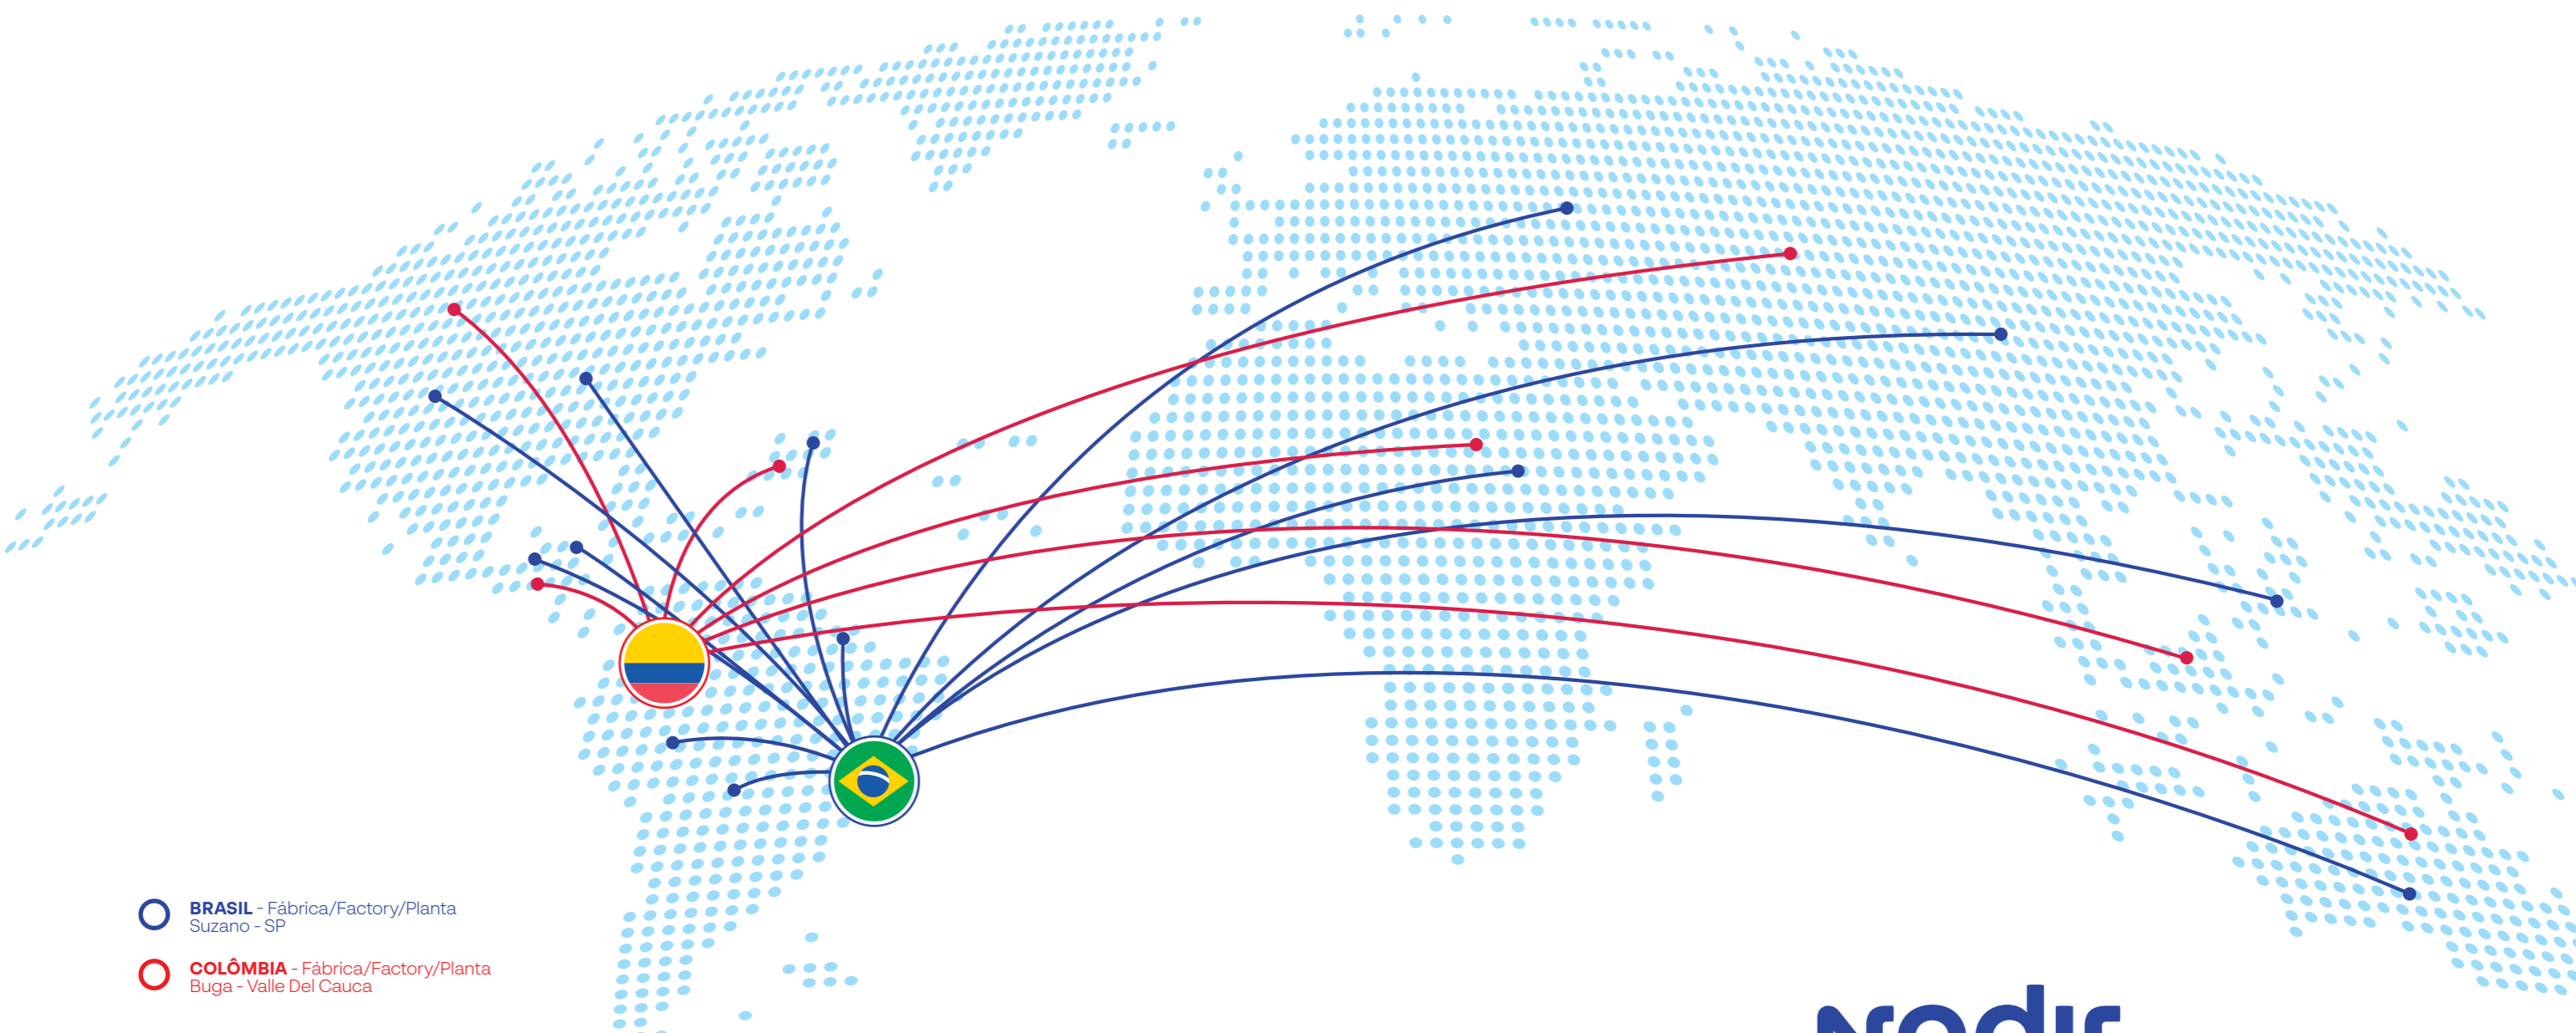 BRASIL - Fábrica/Factory/Planta
Suzano - SP
COLÔMBIA - Fábrica/Factory/Planta
Buga - Valle Del Cauca